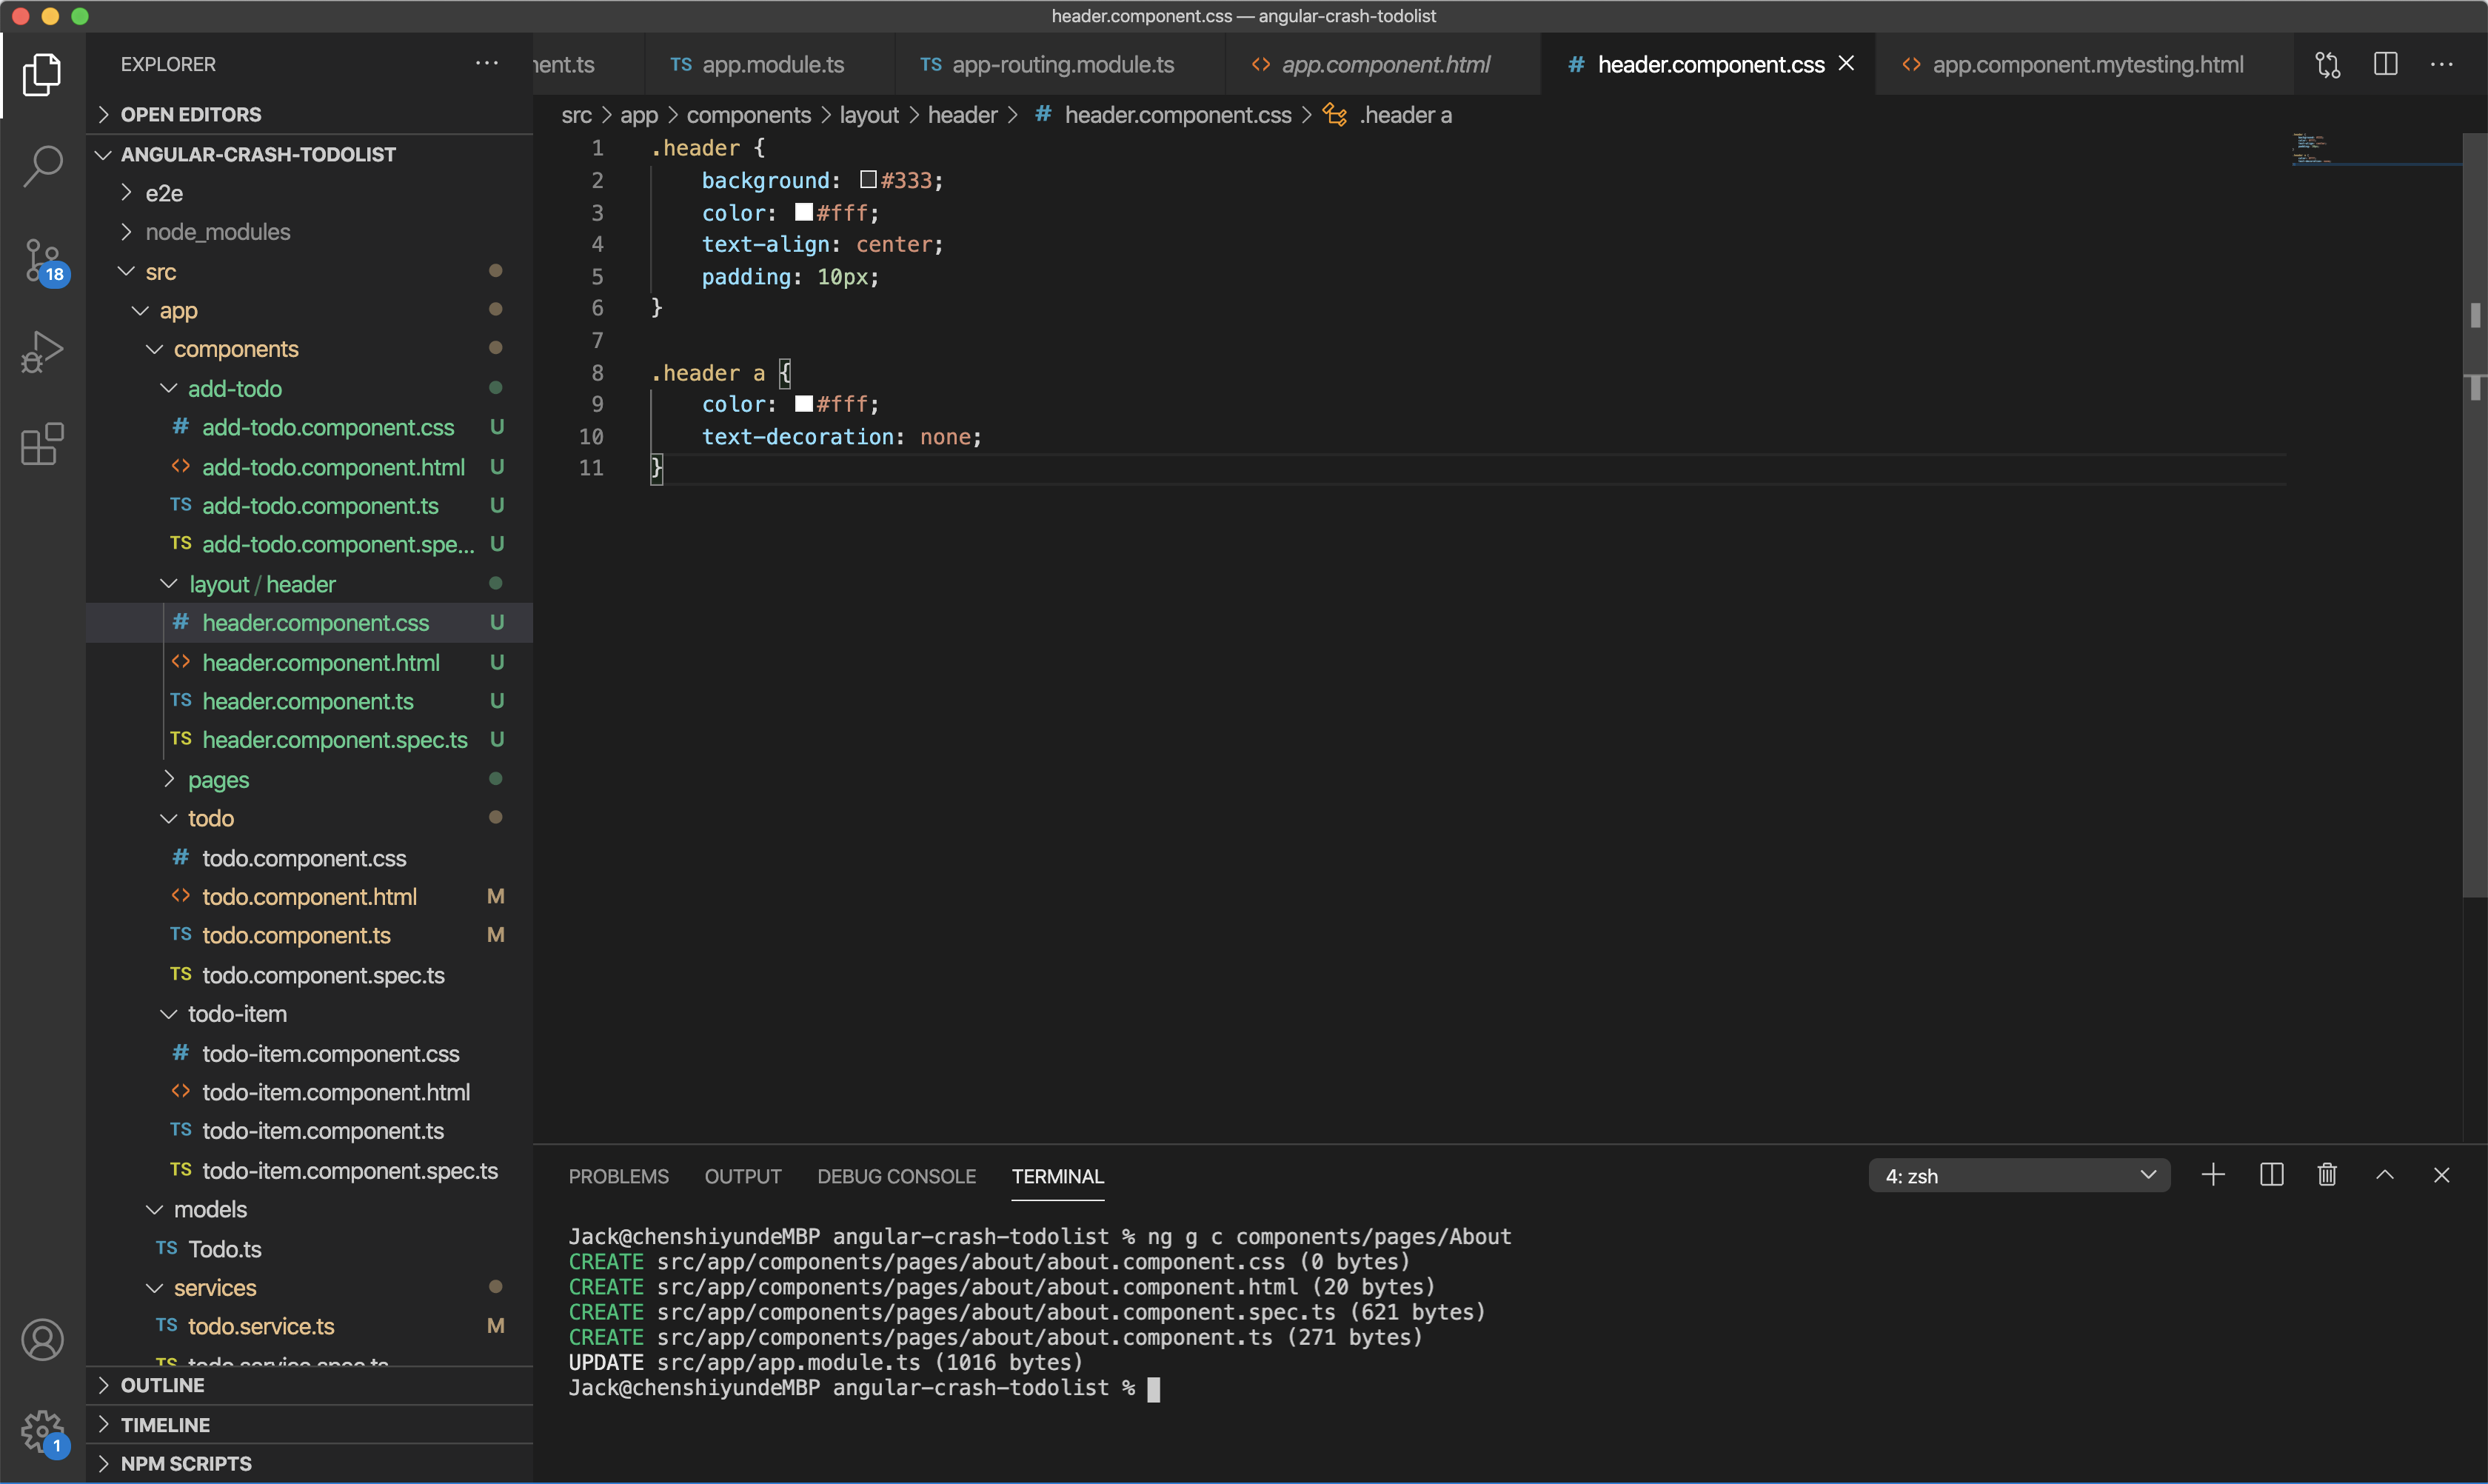 header.component.css — angular-crash-todolist
EXPLORER
OPEN EDITORS
ANGULAR-CRASH-TODOLIST
e2e
node_modules
src
app
components
add-todo
# add-todo.component.css U
<> add-todo.component.html U
TS add-todo.component.ts U
TS add-todo.component.spe... U
layout / header
# header.component.css U
<> header.component.html U
TS header.component.ts U
TS header.component.spec.ts U
pages
todo
# todo.component.css
<> todo.component.html M
TS todo.component.ts M
TS todo.component.spec.ts
todo-item
# todo-item.component.css
<> todo-item.component.html
TS todo-item.component.ts
TS todo-item.component.spec.ts
models
TS Todo.ts
services
TS todo.service.ts M
TS todo.service.spec.ts
OUTLINE
TIMELINE
NPM SCRIPTS
18
1
nent.ts TS app.module.ts TS app-routing.module.ts <> app.component.html # header.component.css <> app.component.mytesting.html
src > app > components > layout > header > # header.component.css > .header a
1 .header {
2 background: #333;
3 color: #fff;
4 text-align: center;
5 padding: 10px;
6 }
7
8 .header a {
9 color: #fff;
10 text-decoration: none;
11 }
PROBLEMS OUTPUT DEBUG CONSOLE TERMINAL 4: zsh
Jack@chenshiyundeMBP angular-crash-todolist % ng g c components/pages/About
CREATE src/app/components/pages/about/about.component.css (0 bytes)
CREATE src/app/components/pages/about/about.component.html (20 bytes)
CREATE src/app/components/pages/about/about.component.spec.ts (621 bytes)
CREATE src/app/components/pages/about/about.component.ts (271 bytes)
UPDATE src/app/app.module.ts (1016 bytes)
Jack@chenshiyundeMBP angular-crash-todolist %